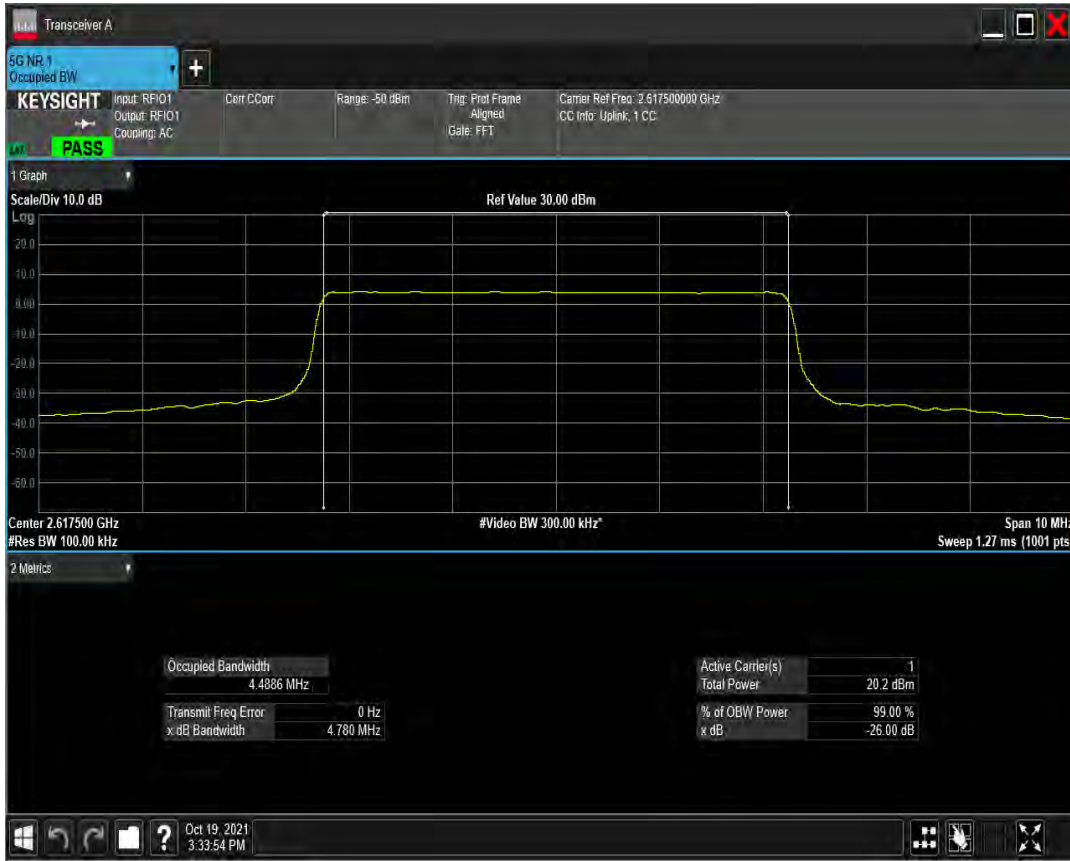 Transceiver A
5G NR 1
Occupied BW
+
KEYSIGHT
Input: RFIO1
Output: RFIO1
Coupling: AC
Corr CCorr
Range: -50 dBm
Trig: Prot Frame
Aligned
Gate: FFT
Carrier Ref Freq: 2.617500000 GHz
CC Info: Uplink, 1 CC
PASS
1 Graph
Scale/Div 10.0 dB
Ref Value 30.00 dBm
Log
20.0
10.0
0.00
-10.0
-20.0
-30.0
-40.0
-50.0
-60.0
Center 2.617500 GHz
#Video BW 300.00 kHz*
Span 10 MHz
#Res BW 100.00 kHz
Sweep 1.27 ms (1001 pts
2 Metrics
Occupied Bandwidth
4.4886 MHz
Transmit Freq Error 0 Hz
x dB Bandwidth 4.780 MHz
Active Carrier(s) 1
Total Power 20.2 dBm
% of OBW Power 99.00 %
x dB -26.00 dB
?
Oct 19, 2021
3:33:54 PM